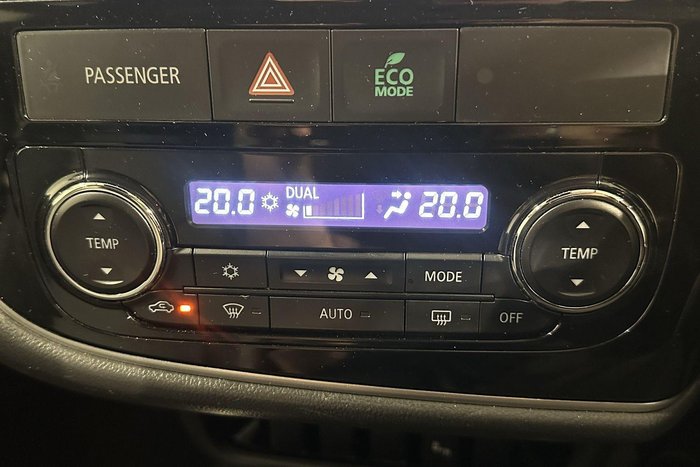 PASSENGER
ECO
MODE
20.0 DUAL 20.0
TEMP
MODE
TEMP
AUTO
OFF